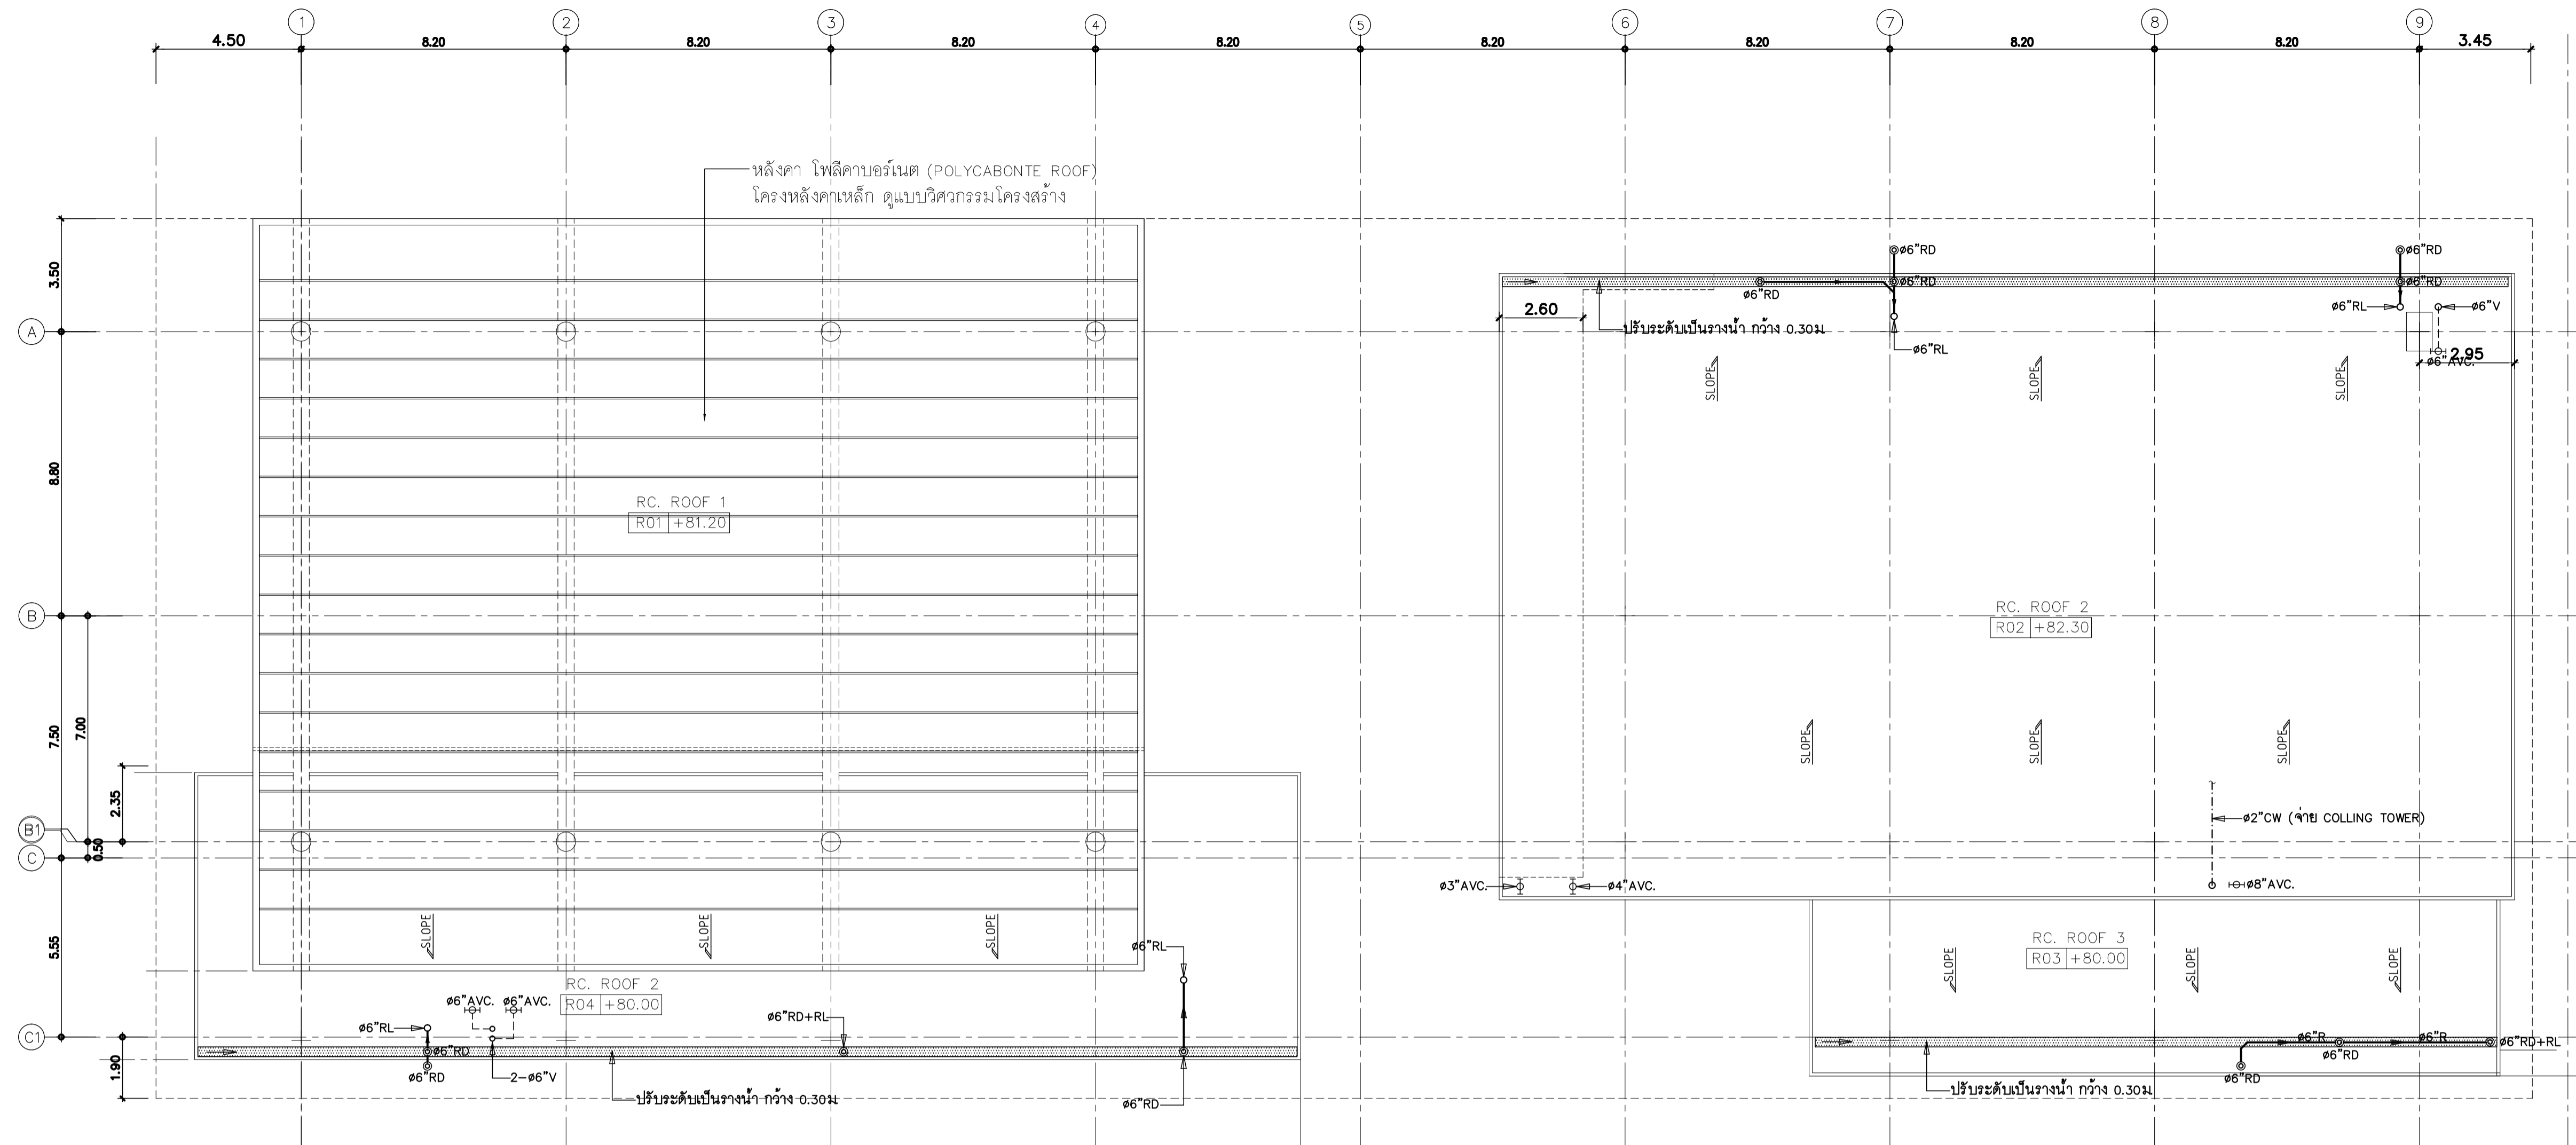 1
2
3
4
5
6
7
8
9
4.50
8.20
8.20
8.20
8.20
8.20
8.20
8.20
8.20
3.45
หลังคา โพลีคาบอร์เนต (POLYCABONTE ROOF)
โครงหลังคาเหล็ก ดูแบบวิศวกรรมโครงสร้าง
A
B
B1
C
C1
3.50
8.80
7.50
7.00
2.35
0.50
5.55
1.90
RC. ROOF 1
R01 +81.20
SLOPE
SLOPE
SLOPE
RC. ROOF 2
R04 +80.00
ø6"AVC.
ø6"AVC.
ø6"RL
ø6"RD
ø6"RD
2-ø6"V
ø6"RD+RL
ø6"RL
ø6"RD
ปรับระดับเป็นรางน้ำ กว้าง 0.30ม.
ø6"RD
ø6"RD
ø6"RD
ø6"RD
ø6"RD
ø6"RL
ø6"V
2.60
ปรับระดับเป็นรางน้ำ กว้าง 0.30ม.
ø6"RL
2.95
ø6"AVC.
SLOPE
SLOPE
SLOPE
RC. ROOF 2
R02 +82.30
SLOPE
SLOPE
SLOPE
ø2"CW (จ่าย COLLING TOWER)
ø3"AVC.
ø4"AVC.
ø8"AVC.
RC. ROOF 3
R03 +80.00
SLOPE
SLOPE
SLOPE
ø6"R
ø6"R
ø6"RD+RL
ø6"RD
ø6"RD
ปรับระดับเป็นรางน้ำ กว้าง 0.30ม.